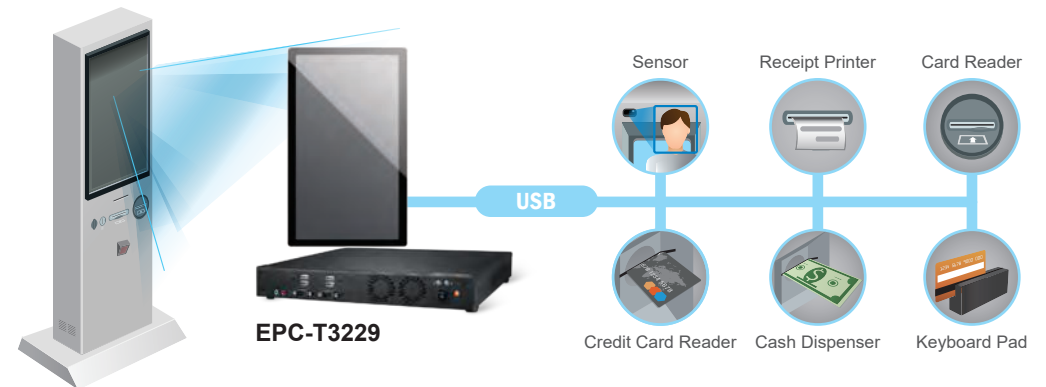 Sensor
Receipt Printer
Card Reader
USB
EPC-T3229
Credit Card Reader
Cash Dispenser
Keyboard Pad